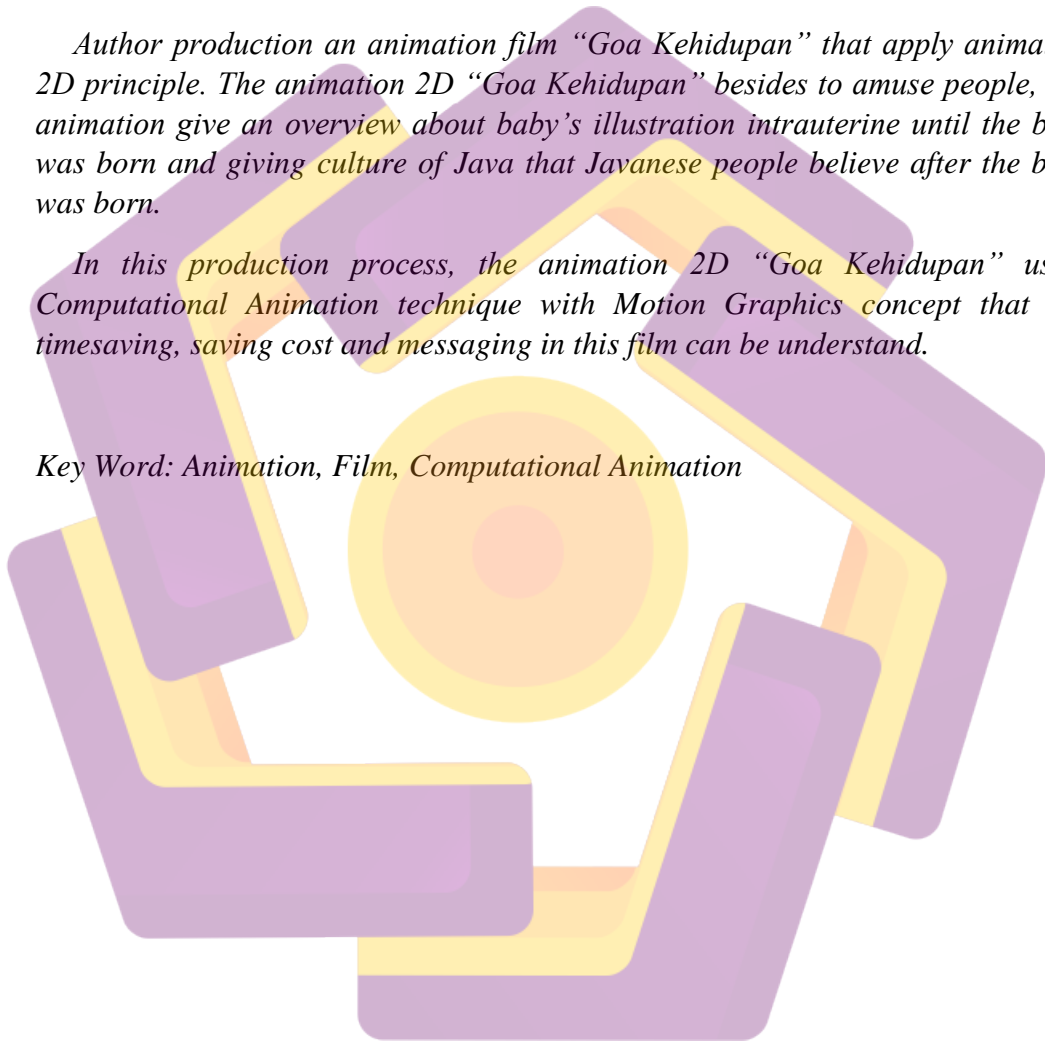 Author production an animation film “Goa Kehidupan” that apply anima
2D principle. The animation 2D “Goa Kehidupan” besides to amuse people,
animation give an overview about baby’s illustration intrauterine until the b
was born and giving culture of Java that Javanese people believe after the b
was born.
In this production process, the animation 2D “Goa Kehidupan” us
Computational Animation technique with Motion Graphics concept that
timesaving, saving cost and messaging in this film can be understand.
Key Word: Animation, Film, Computational Animation